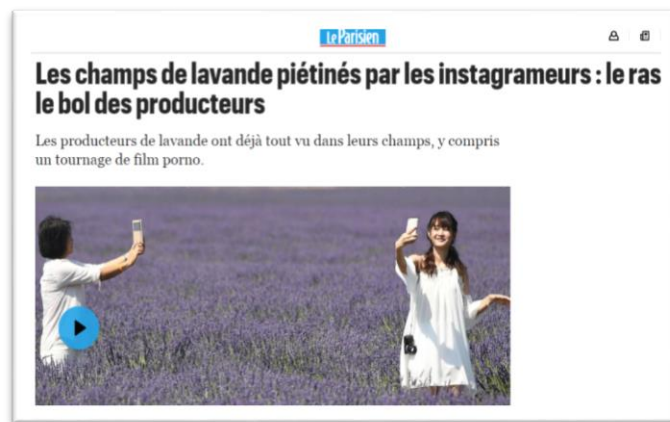 Le Parisien
Les champs de lavande piétinés par les instagrameurs : le ras
le bol des producteurs
Les producteurs de lavande ont déjà tout vu dans leurs champs, y compris
un tournage de film porno.